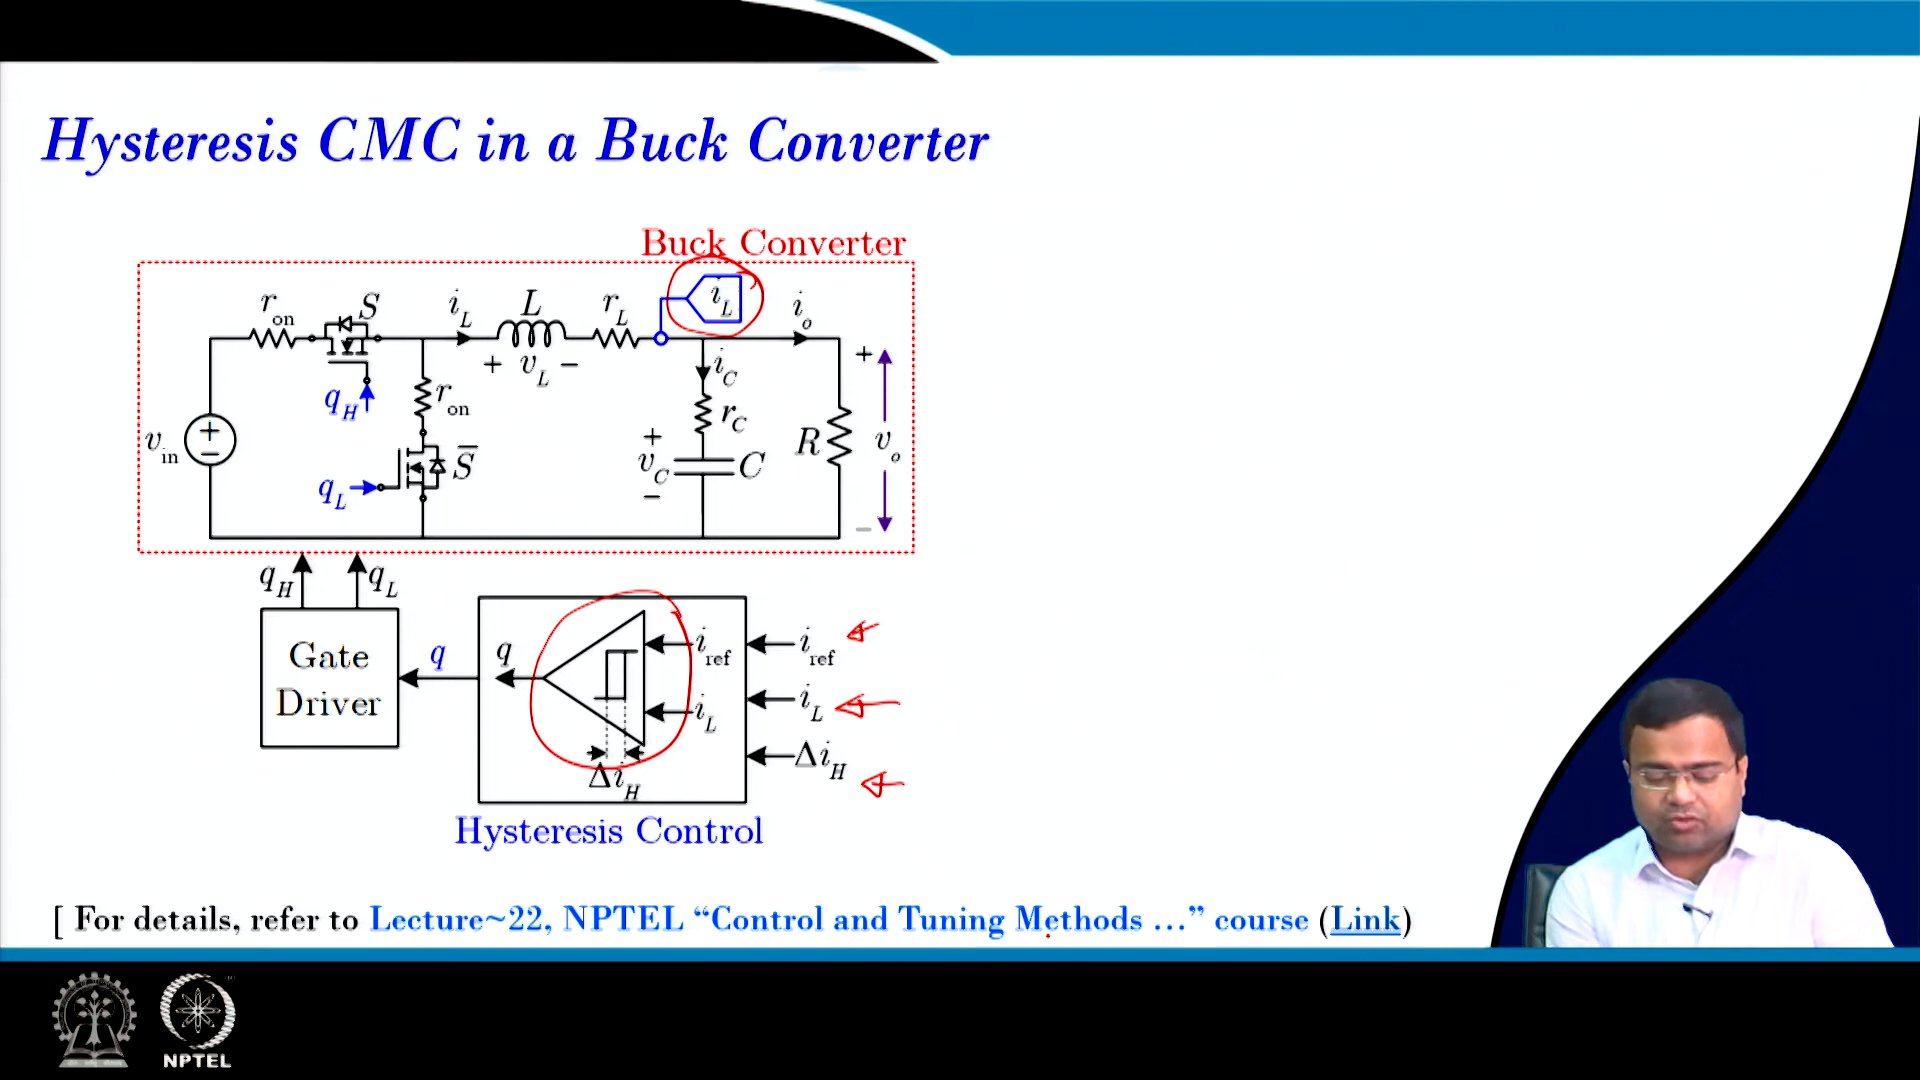 Hysteresis CMC in a Buck Converter
Buck Converter
r_on S i_L L r_L i_L i_o
+ v_L − i_C +
q_H r_on r_C
v_in + − + v_C − C R v_o
q_L S̅ −
q_H q_L
Gate Driver
q q
i_ref i_ref
i_L i_L
Δi_H Δi_H
Hysteresis Control
[ For details, refer to Lecture~22, NPTEL “Control and Tuning Methods ...” course (Link)
NPTEL